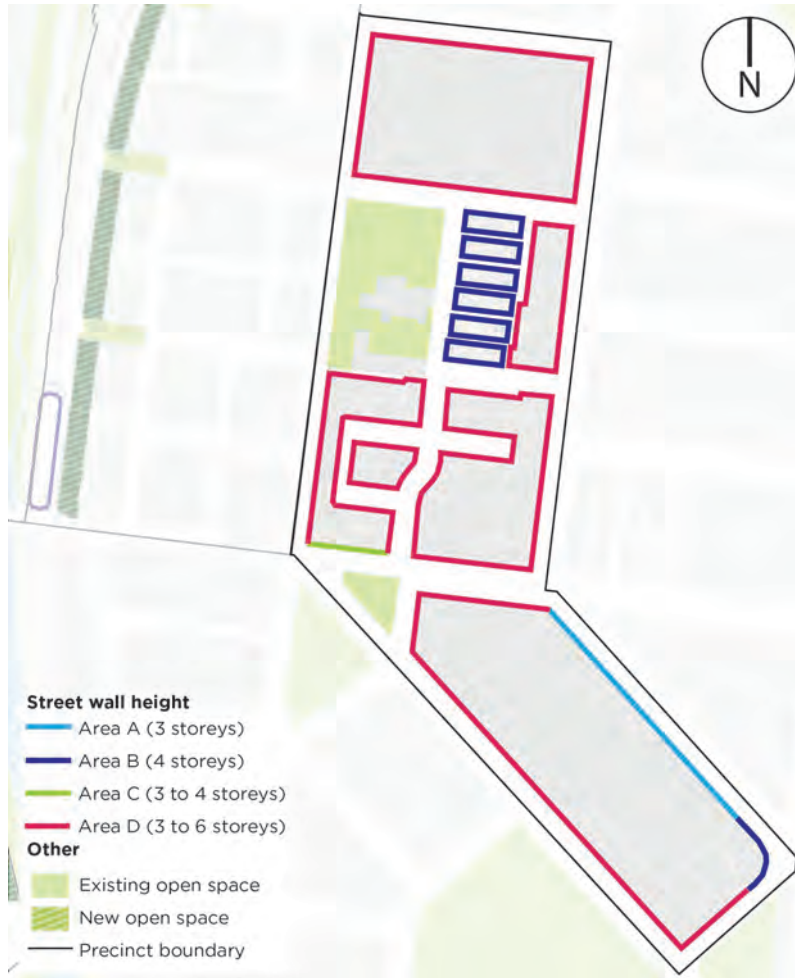 N
Street wall height
Area A (3 storeys)
Area B (4 storeys)
Area C (3 to 4 storeys)
Area D (3 to 6 storeys)
Other
Existing open space
New open space
Precinct boundary